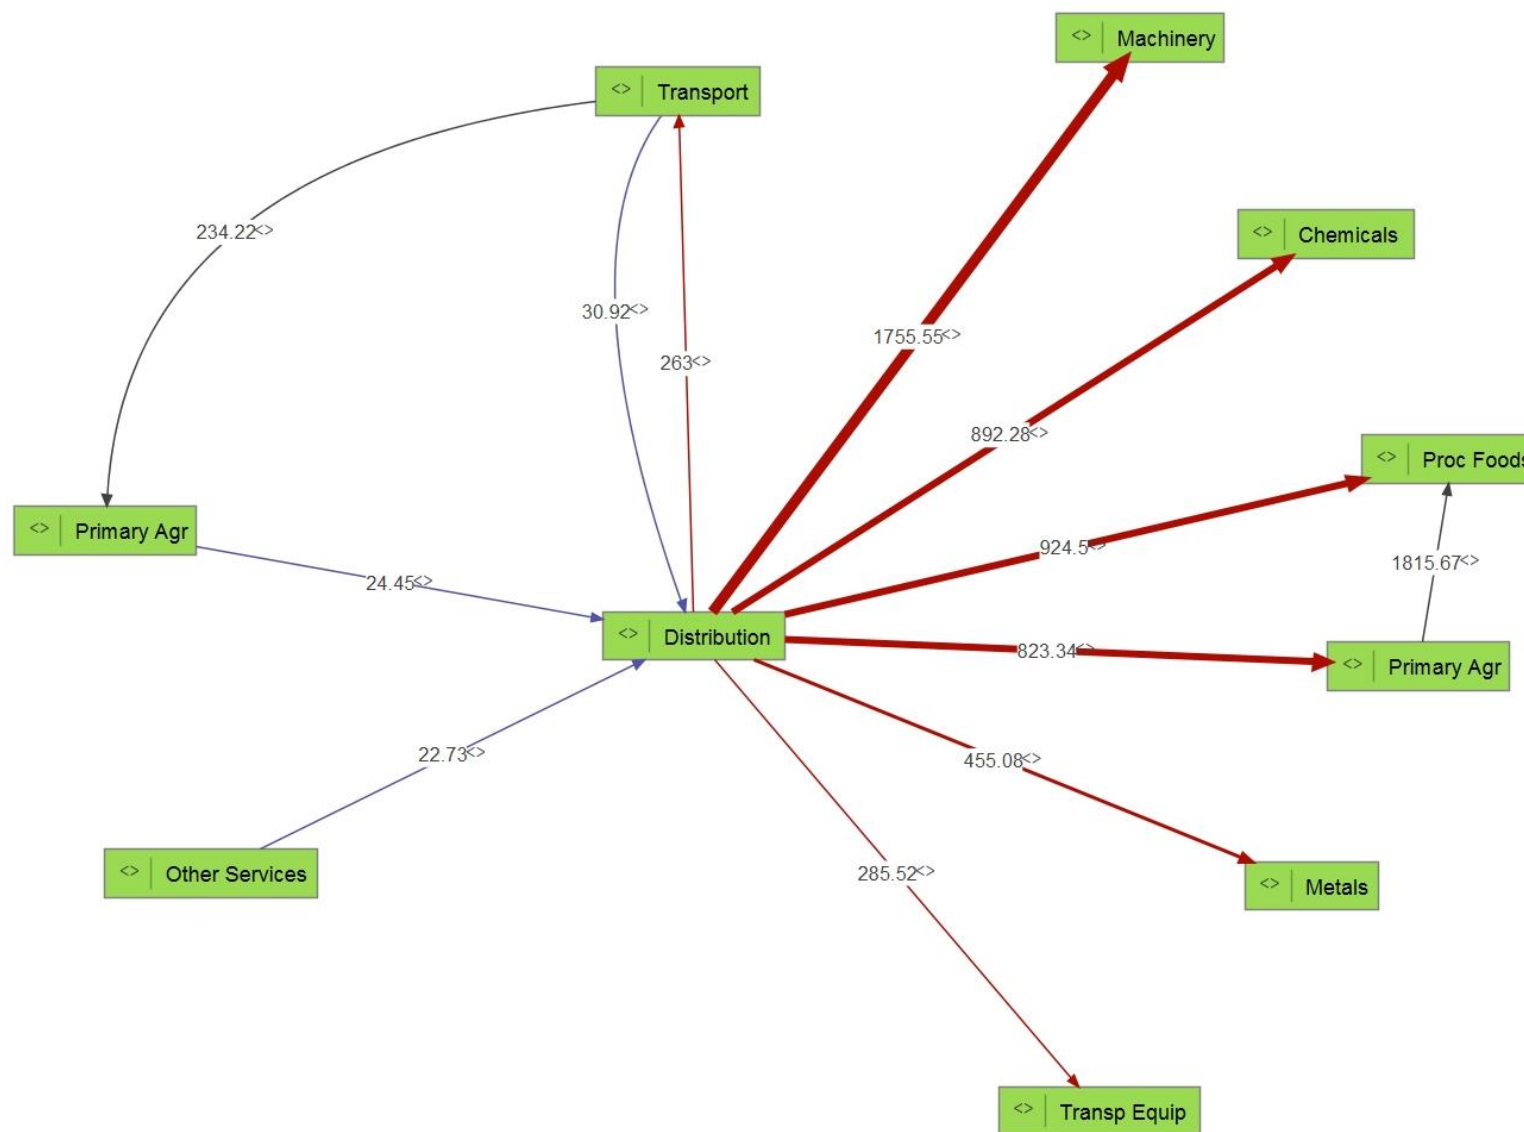 <> Machinery
<> Transport
<> Chemicals
234.22<>
30.92<>
1755.55<>
263<>
892.28<>
<> Proc Foods
<> Primary Agr
924.5<>
1815.67<>
24.45<>
<> Distribution
823.34<>
<> Primary Agr
22.73<>
455.08<>
<> Other Services
285.52<>
<> Metals
<> Transp Equip